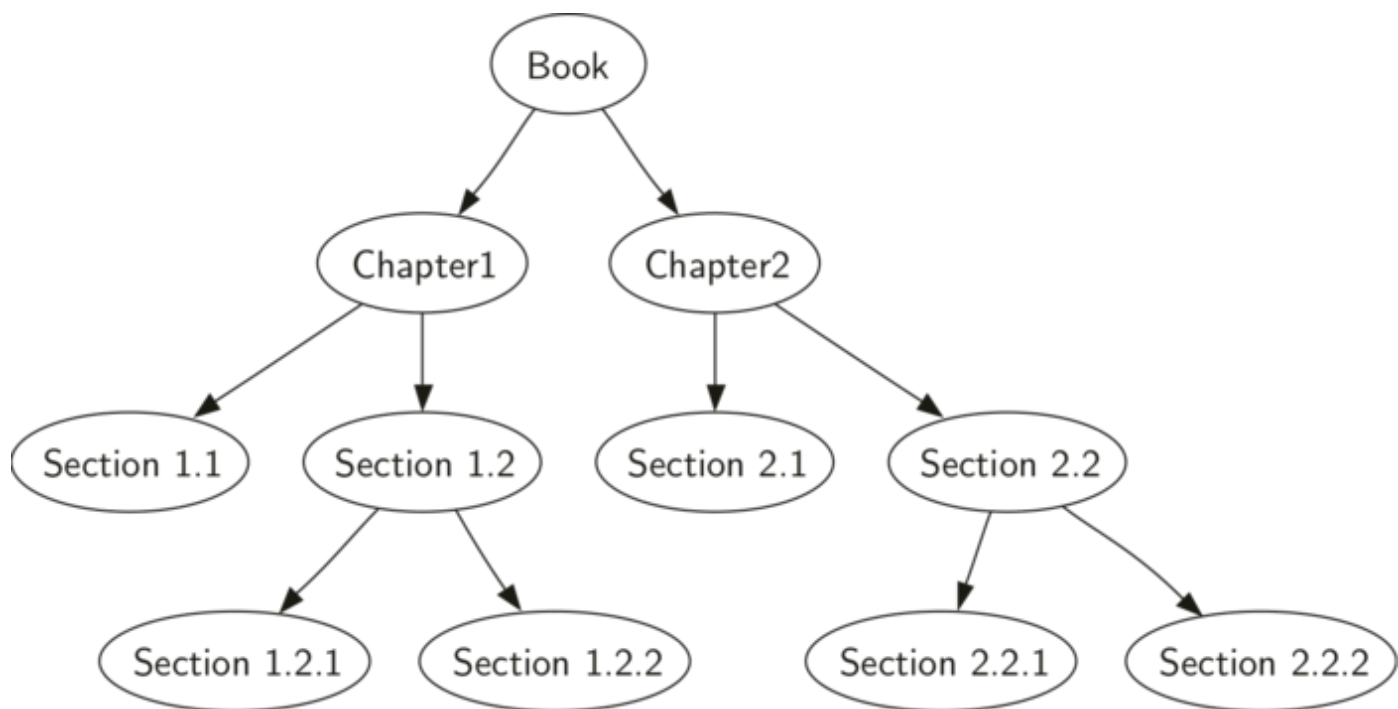 Book
Chapter1
Chapter2
Section 1.1
Section 1.2
Section 2.1
Section 2.2
Section 1.2.1
Section 1.2.2
Section 2.2.1
Section 2.2.2